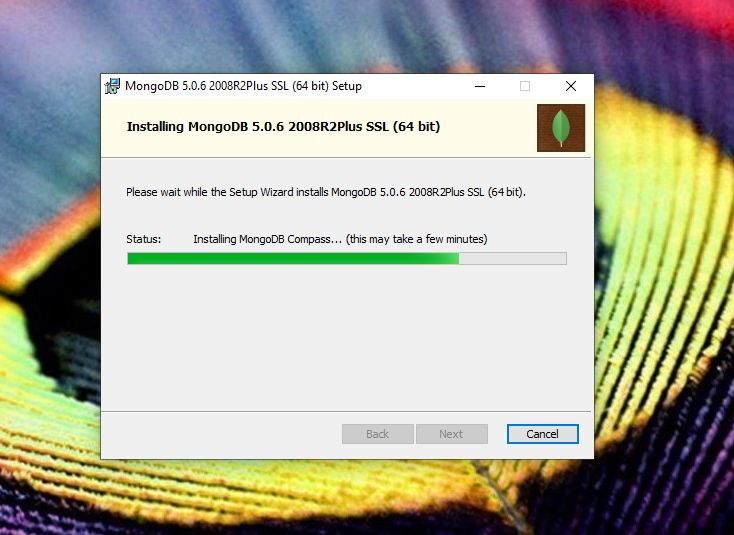 MongoDB 5.0.6 2008R2Plus SSL (64 bit) Setup
Installing MongoDB 5.0.6 2008R2Plus SSL (64 bit)
Please wait while the Setup Wizard installs MongoDB 5.0.6 2008R2Plus SSL (64 bit).
Status: Installing MongoDB Compass... (this may take a few minutes)
Back Next Cancel